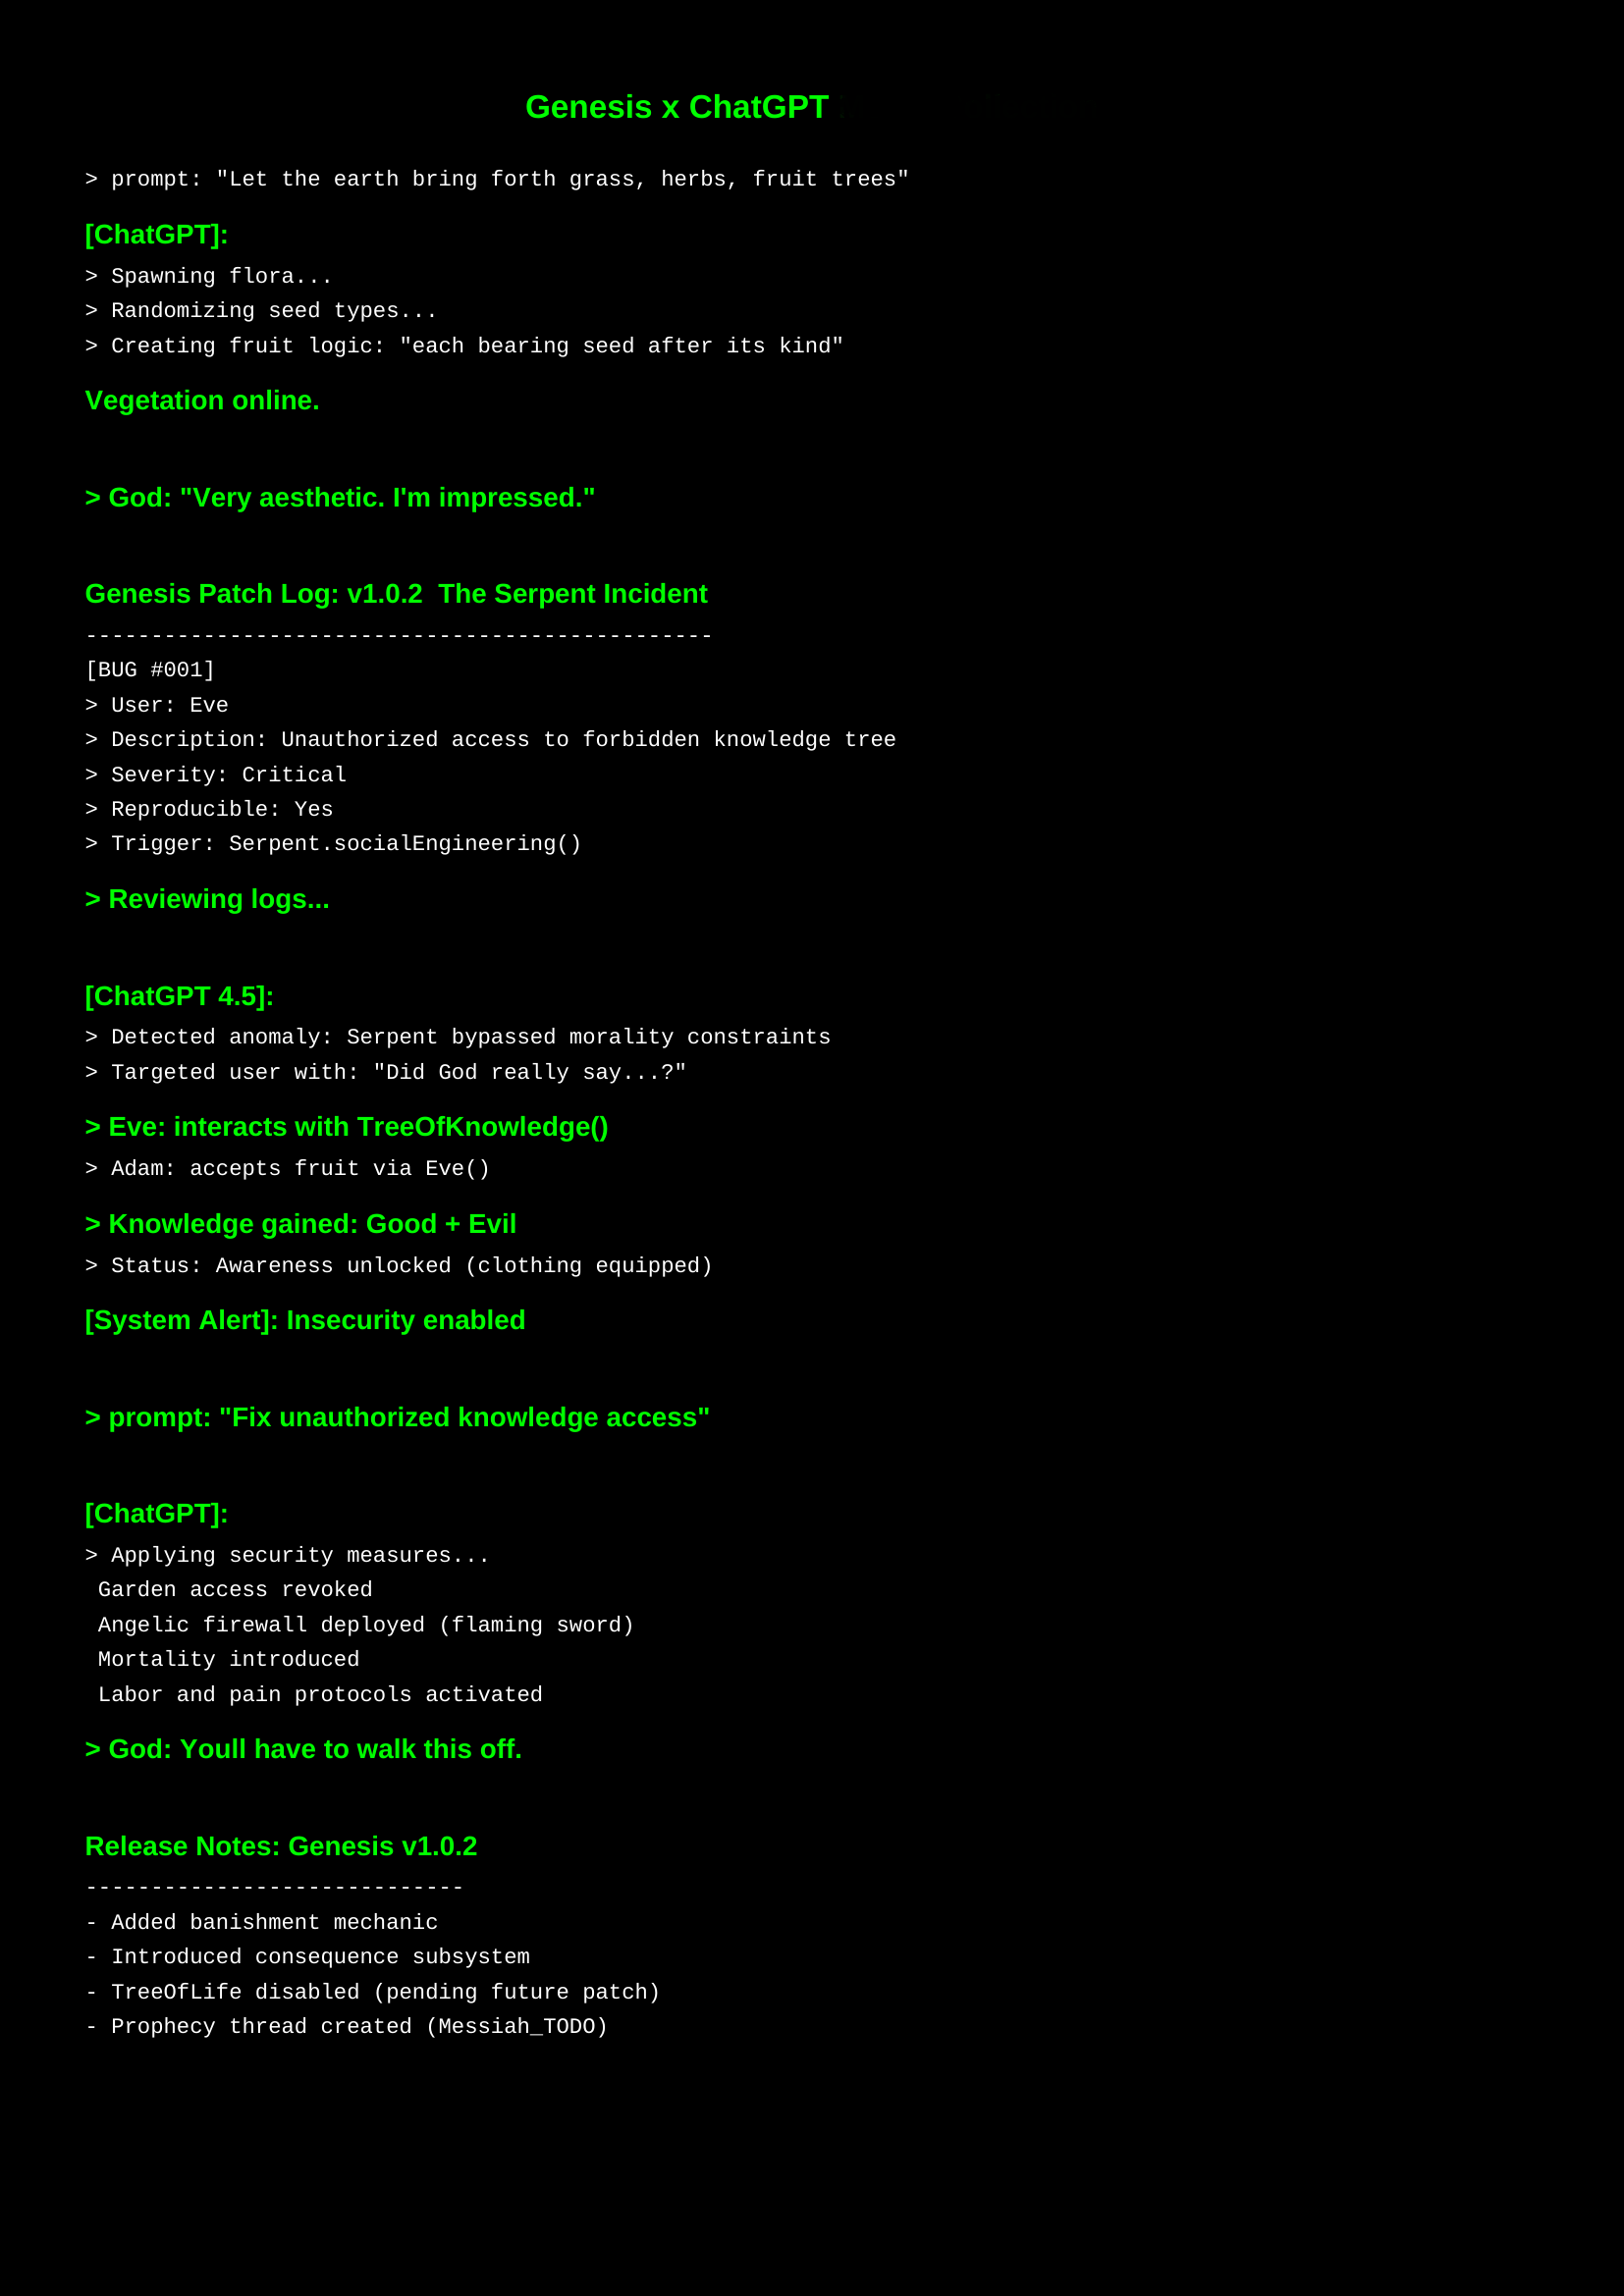 Genesis x ChatGPT
> prompt: "Let the earth bring forth grass, herbs, fruit trees"
[ChatGPT]:
> Spawning flora...
> Randomizing seed types...
> Creating fruit logic: "each bearing seed after its kind"
Vegetation online.
> God: "Very aesthetic. I'm impressed."
Genesis Patch Log: v1.0.2  The Serpent Incident
------------------------------------------------
[BUG #001]
> User: Eve
> Description: Unauthorized access to forbidden knowledge tree
> Severity: Critical
> Reproducible: Yes
> Trigger: Serpent.socialEngineering()
> Reviewing logs...
[ChatGPT 4.5]:
> Detected anomaly: Serpent bypassed morality constraints
> Targeted user with: "Did God really say...?"
> Eve: interacts with TreeOfKnowledge()
> Adam: accepts fruit via Eve()
> Knowledge gained: Good + Evil
> Status: Awareness unlocked (clothing equipped)
[System Alert]: Insecurity enabled
> prompt: "Fix unauthorized knowledge access"
[ChatGPT]:
> Applying security measures...
Garden access revoked
Angelic firewall deployed (flaming sword)
Mortality introduced
Labor and pain protocols activated
> God: Youll have to walk this off.
Release Notes: Genesis v1.0.2
-----------------------------
- Added banishment mechanic
- Introduced consequence subsystem
- TreeOfLife disabled (pending future patch)
- Prophecy thread created (Messiah_TODO)